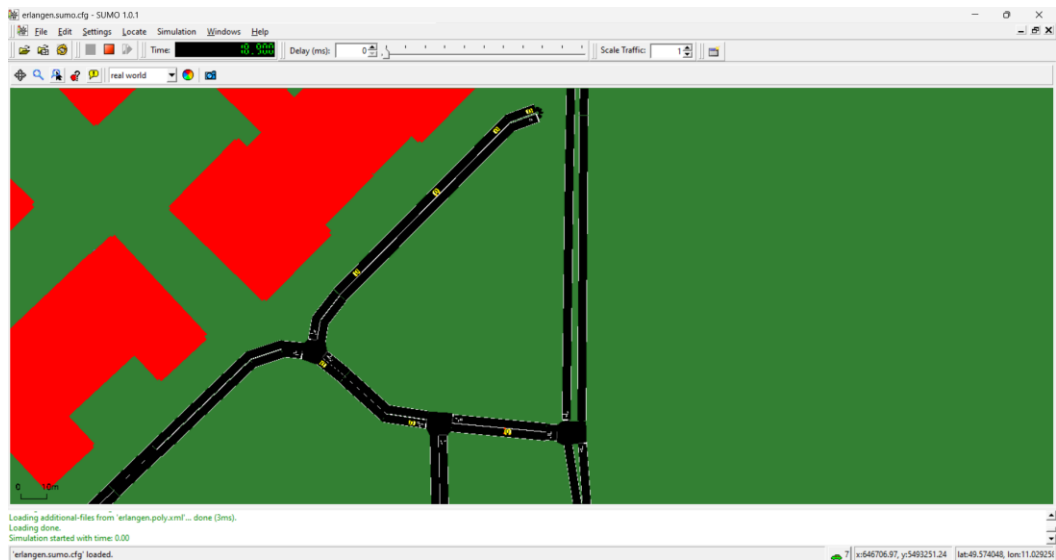 erlangen.sumo.cfg - SUMO 1.0.1
File Edit Settings Locate Simulation Windows Help
Time: 18.900 Delay (ms): 0 Scale Traffic: 1
real world
0 10m
Loading additional-files from 'erlangen.poly.xml'... done (3ms).
Loading done.
Simulation started with time: 0.00
'erlangen.sumo.cfg' loaded. 7 x:646706.97, y:5493251.24 lat:49.574048, lon:11.02925